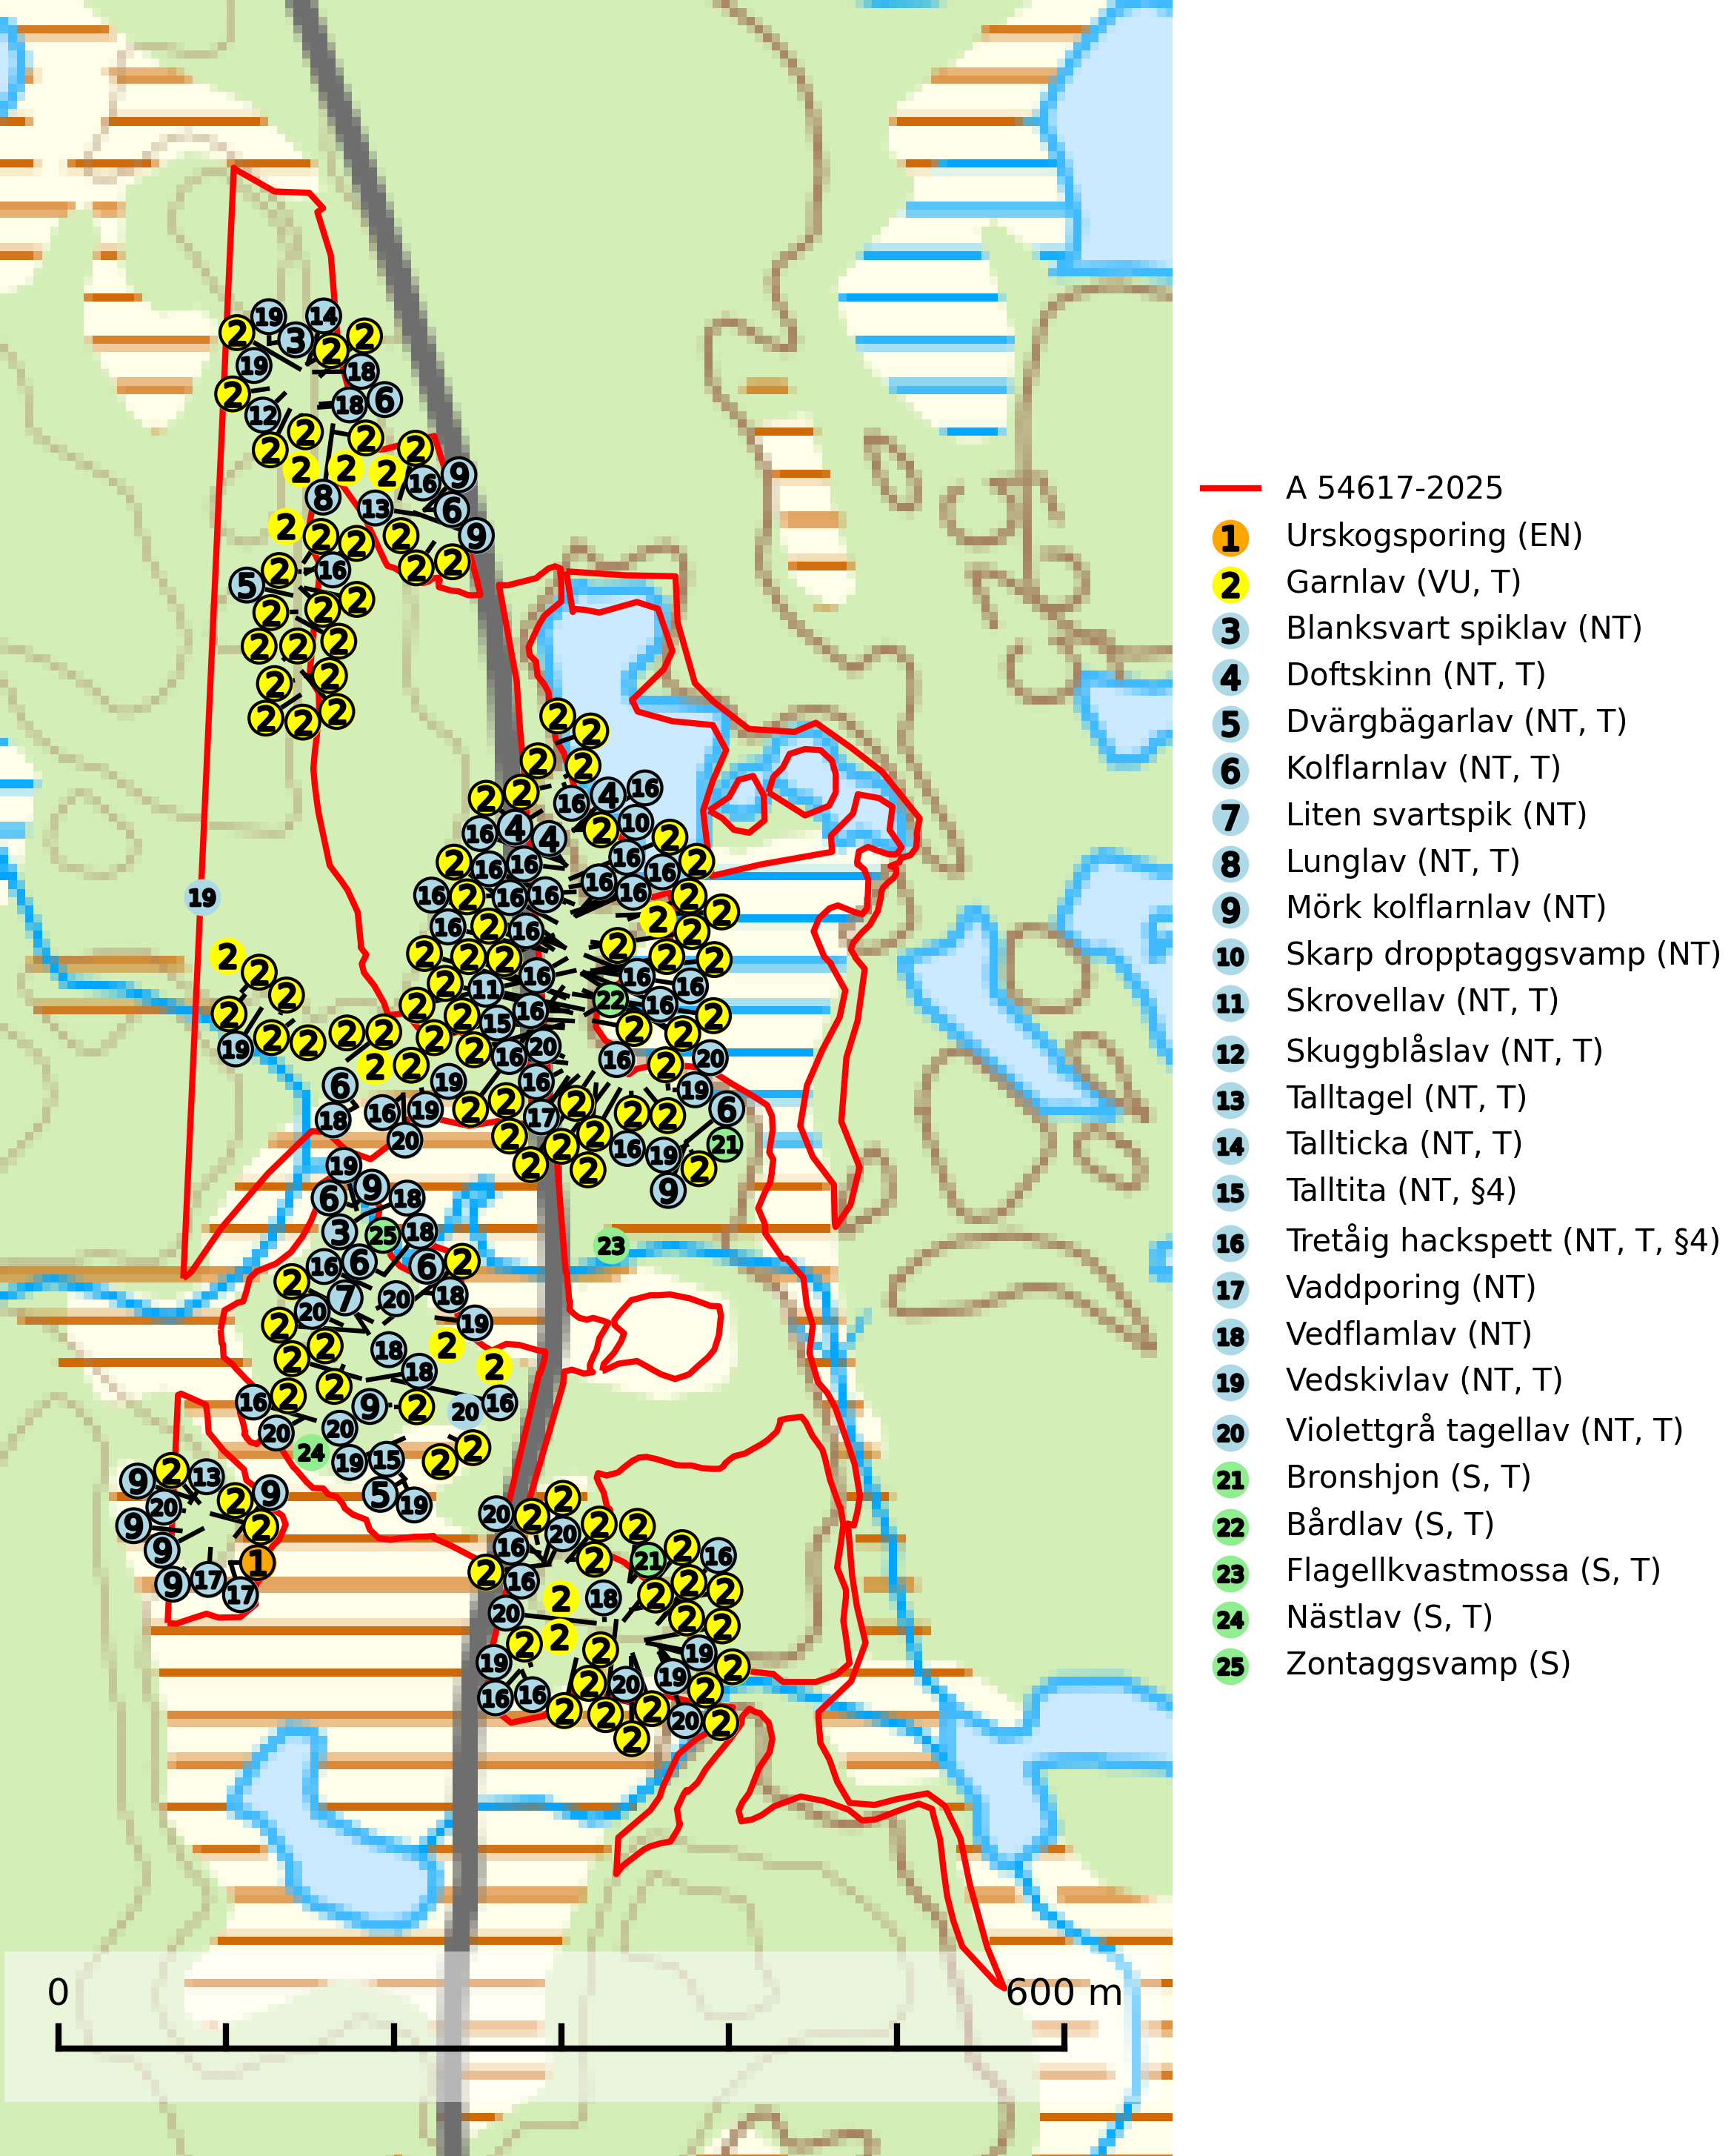 A 54617-2025
1 Urskogsporing (EN)
2 Garnlav (VU, T)
3 Blanksvart spiklav (NT)
4 Doftskinn (NT, T)
5 Dvärgbägarlav (NT, T)
6 Kolflarnlav (NT, T)
7 Liten svartspik (NT)
8 Lunglav (NT, T)
9 Mörk kolflarnlav (NT)
10 Skarp dropptaggsvamp (NT)
11 Skrovellav (NT, T)
12 Skuggblåslav (NT, T)
13 Talltagel (NT, T)
14 Tallticka (NT, T)
15 Talltita (NT, §4)
16 Tretåig hackspett (NT, T, §4)
17 Vaddporing (NT)
18 Vedflamlav (NT)
19 Vedskivlav (NT, T)
20 Violettgrå tagellav (NT, T)
21 Bronshjon (S, T)
22 Bårdlav (S, T)
23 Flagellkvastmossa (S, T)
24 Nästlav (S, T)
25 Zontaggsvamp (S)
0 600 m